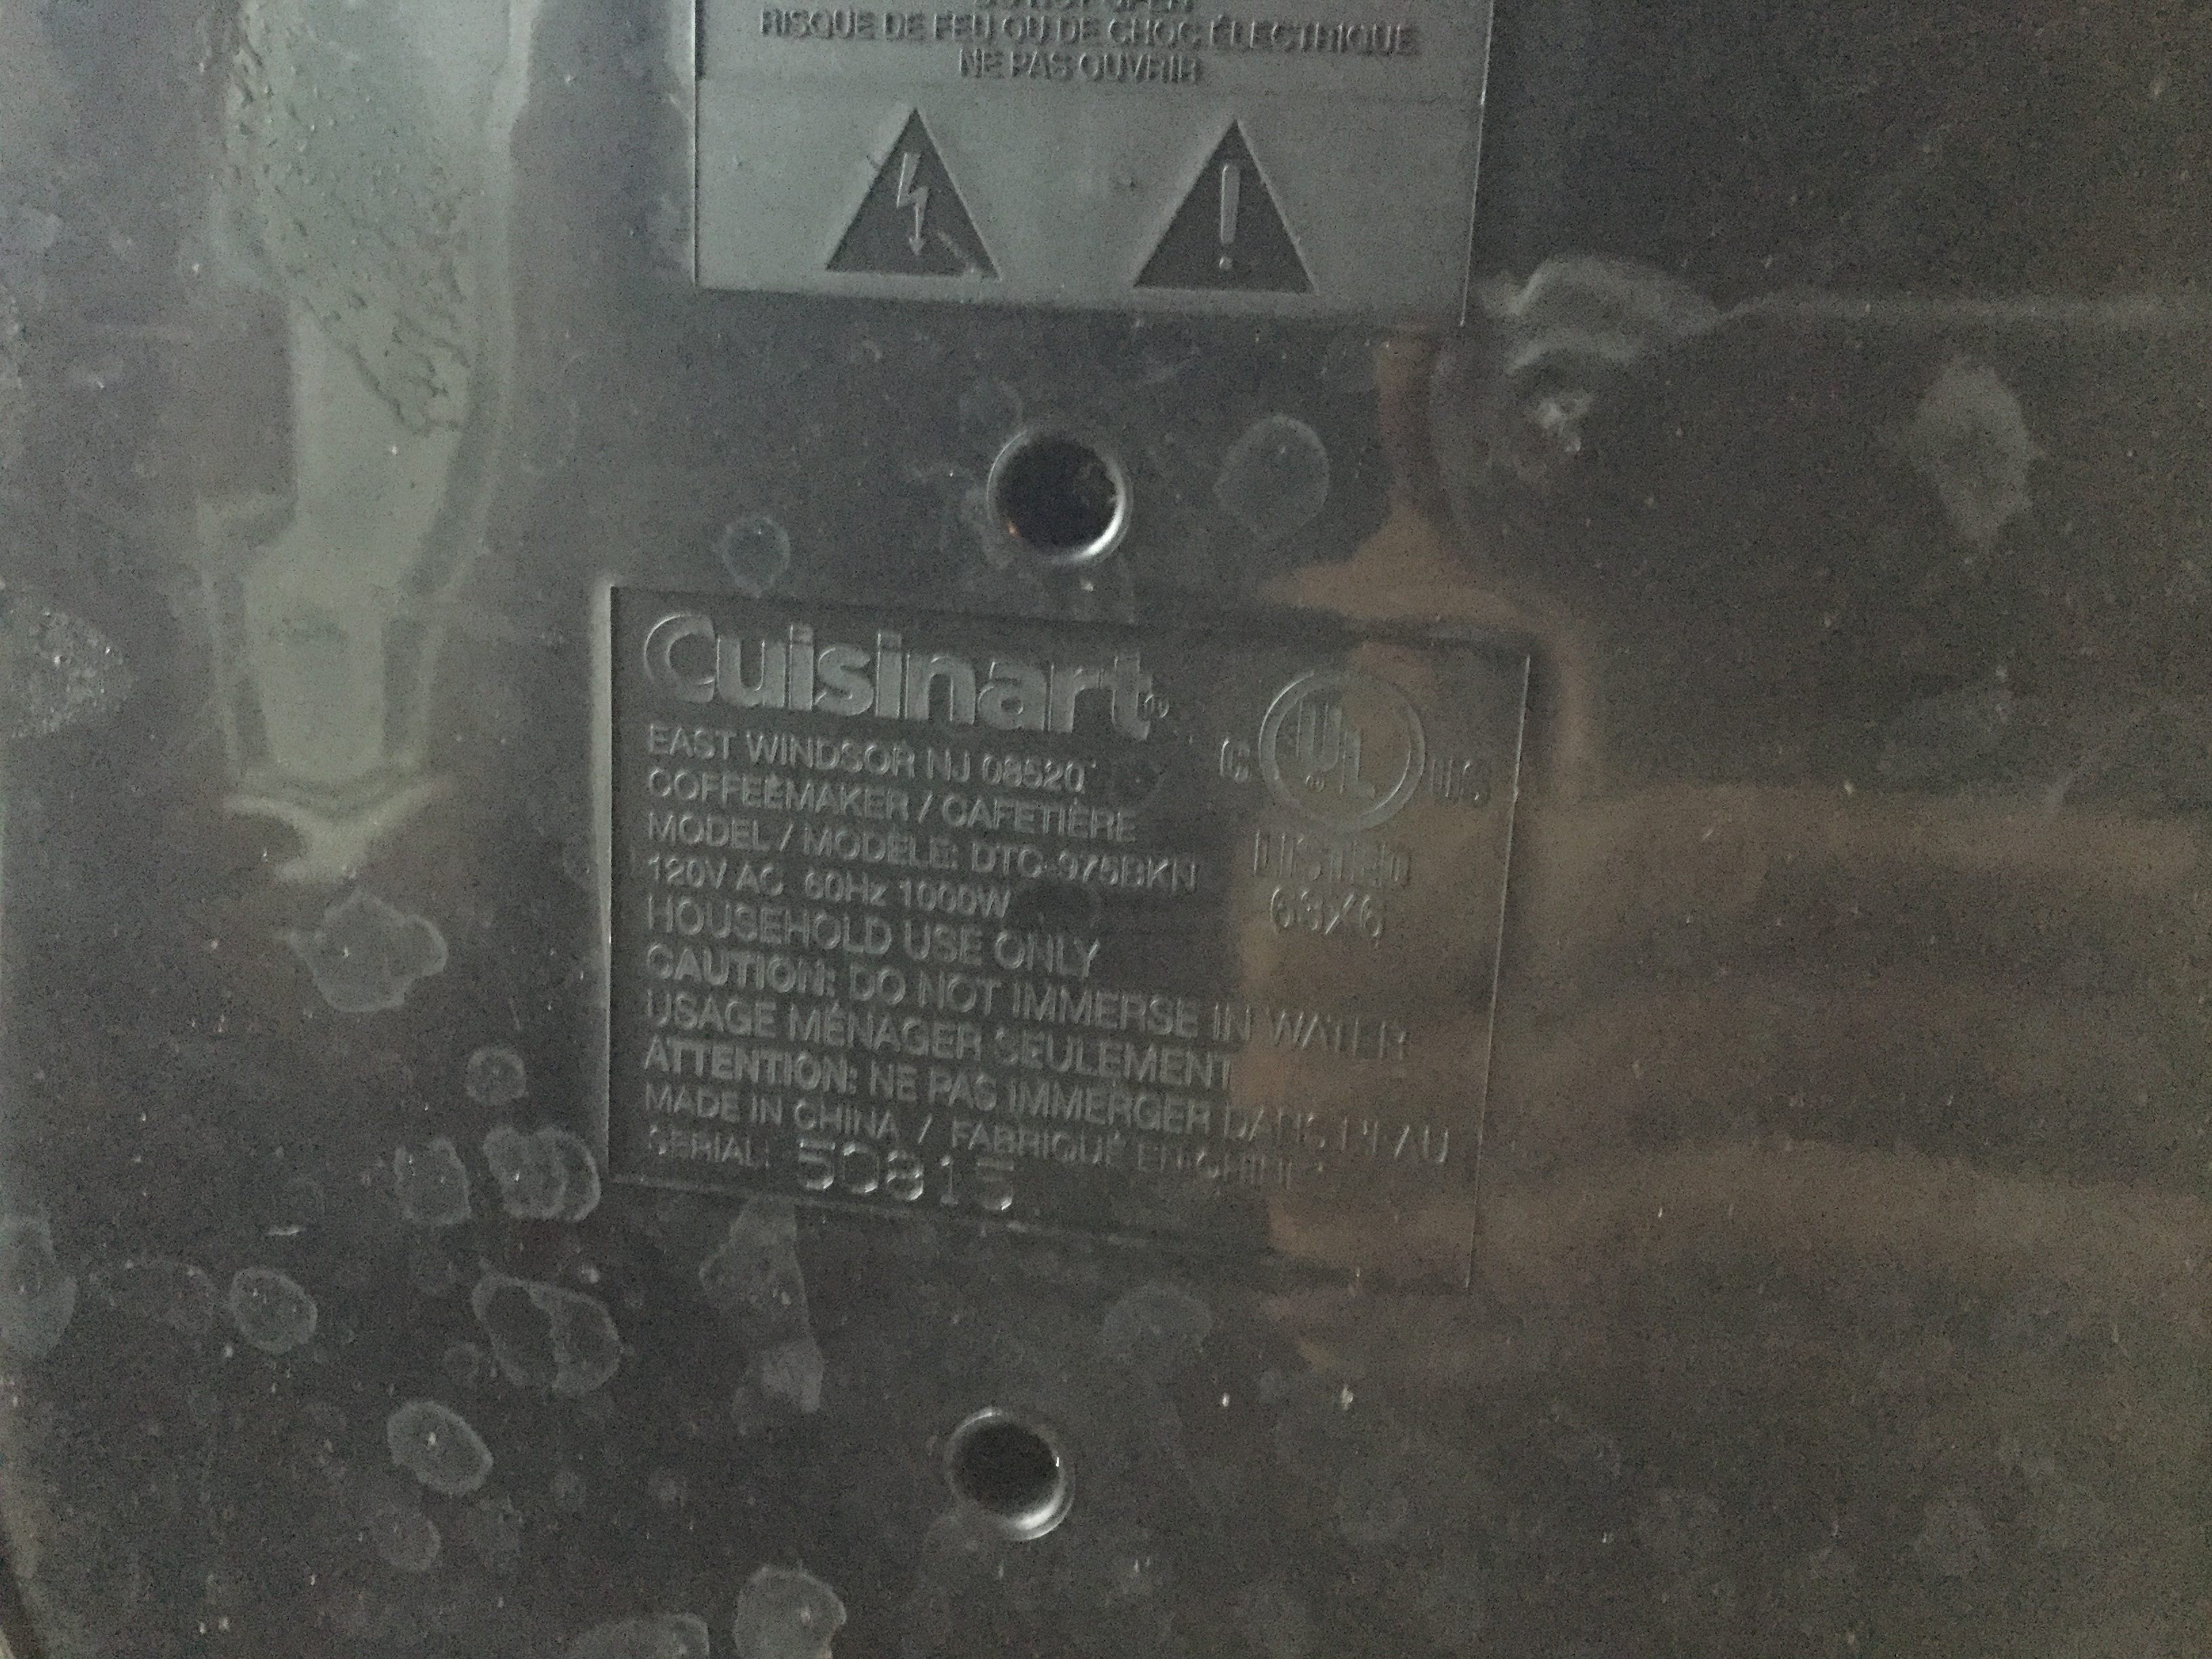 RISQUE DE FEU OU DE CHOC ÉLECTRIQUE
NE PAS OUVRIR
Cuisinart®
EAST WINDSOR NJ 08520
COFFEEMAKER / CAFETIÈRE
MODEL / MODÈLE: DTC-975BKN
120V AC 60Hz 1000W
HOUSEHOLD USE ONLY
CAUTION: DO NOT IMMERSE IN WATER
USAGE MÉNAGER SEULEMENT
ATTENTION: NE PAS IMMERGER DANS L'EAU
MADE IN CHINA / FABRIQUÉ EN CHINE
SERIAL: 50815
C UL® US
LISTED
63X6